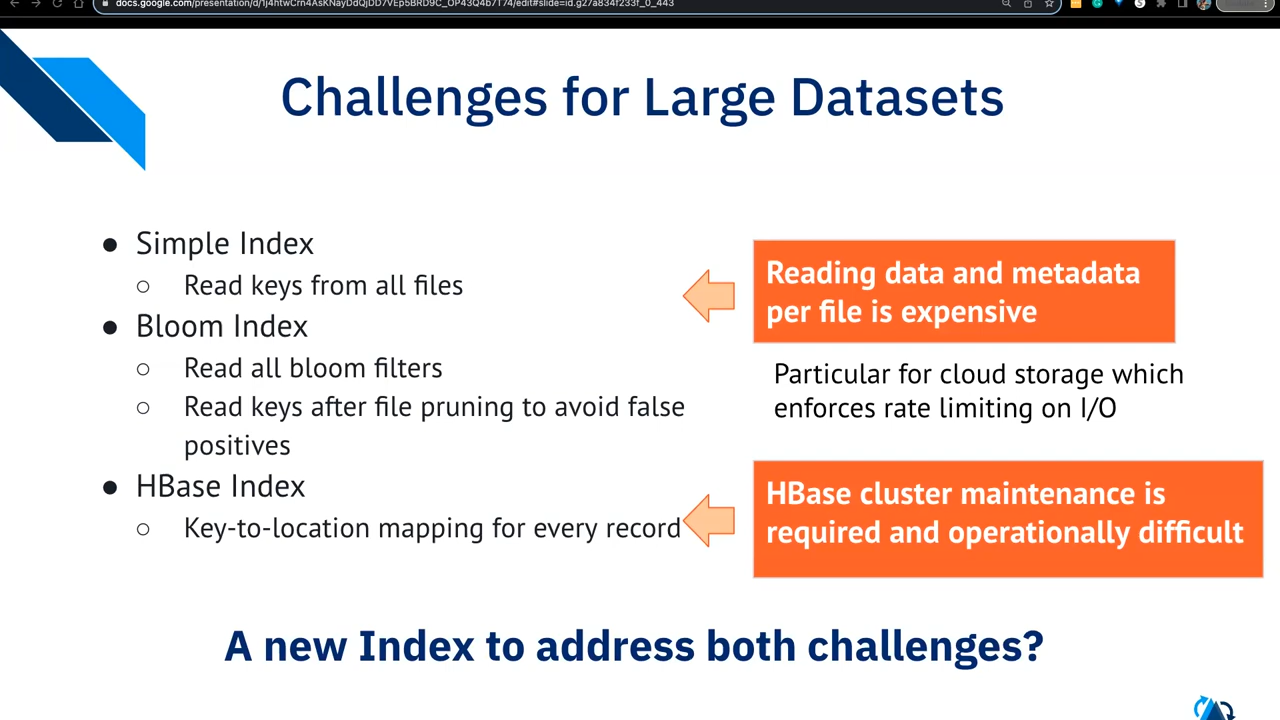 docs.google.com/presentation/d/1j4htwCrn4AsKNayDdQjDD7VEp5BRD9C_OP43Q4b7T74/edit#slide=id.g27a834f233f_0_443
Challenges for Large Datasets
● Simple Index
○ Read keys from all files
● Bloom Index
○ Read all bloom filters
○ Read keys after file pruning to avoid false
positives
● HBase Index
○ Key-to-location mapping for every record
Reading data and metadata
per file is expensive
Particular for cloud storage which
enforces rate limiting on I/O
HBase cluster maintenance is
required and operationally difficult
A new Index to address both challenges?